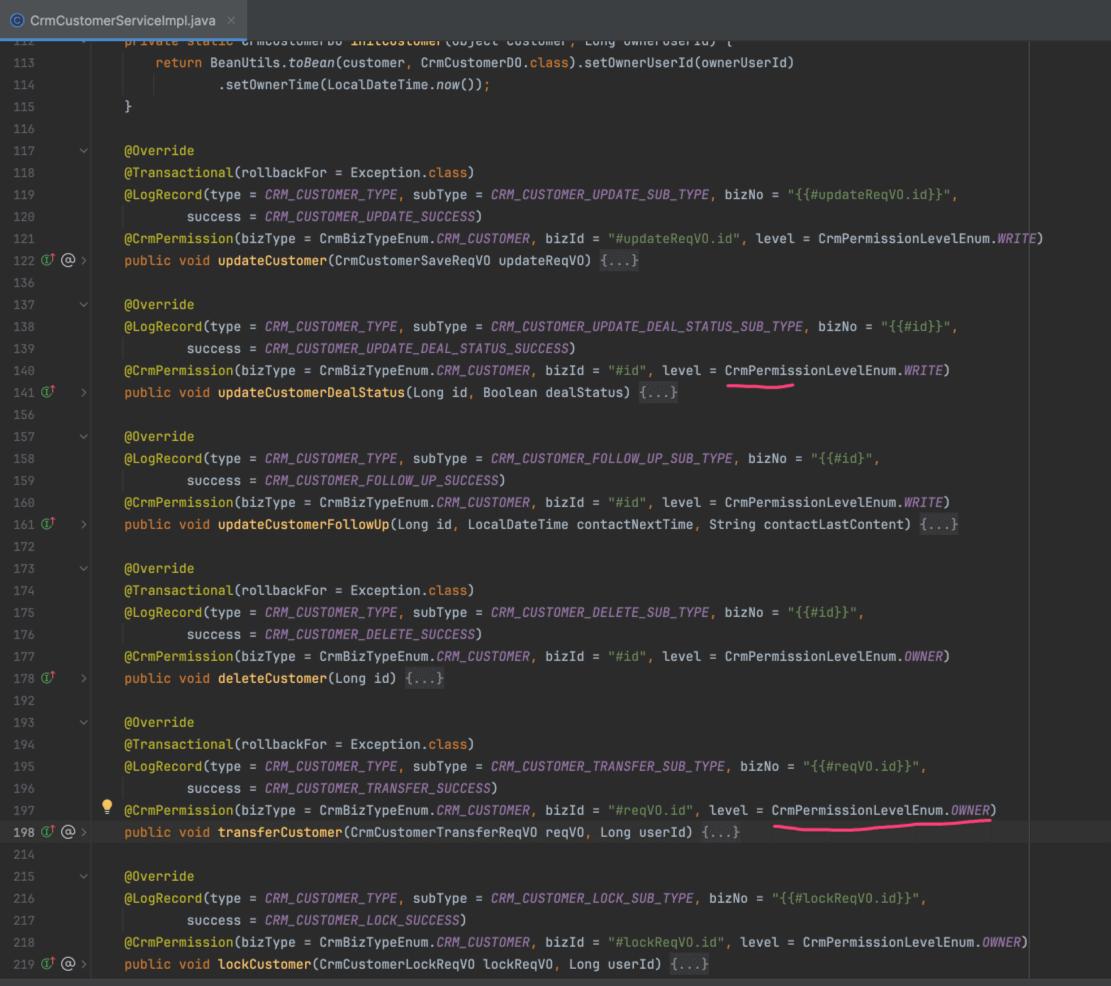 CrmCustomerServiceImpl.java
112 private static CrmCustomerDO initCustomer(Object customer, Long ownerUserId) {
113 return BeanUtils.toBean(customer, CrmCustomerDO.class).setOwnerUserId(ownerUserId)
114 .setOwnerTime(LocalDateTime.now());
115 }
116
117 @Override
118 @Transactional(rollbackFor = Exception.class)
119 @LogRecord(type = CRM_CUSTOMER_TYPE, subType = CRM_CUSTOMER_UPDATE_SUB_TYPE, bizNo = "{{#updateReqVO.id}}",
120 success = CRM_CUSTOMER_UPDATE_SUCCESS)
121 @CrmPermission(bizType = CrmBizTypeEnum.CRM_CUSTOMER, bizId = "#updateReqVO.id", level = CrmPermissionLevelEnum.WRITE)
122 @ public void updateCustomer(CrmCustomerSaveReqVO updateReqVO) {...}
136
137 @Override
138 @LogRecord(type = CRM_CUSTOMER_TYPE, subType = CRM_CUSTOMER_UPDATE_DEAL_STATUS_SUB_TYPE, bizNo = "{{#id}}",
139 success = CRM_CUSTOMER_UPDATE_DEAL_STATUS_SUCCESS)
140 @CrmPermission(bizType = CrmBizTypeEnum.CRM_CUSTOMER, bizId = "#id", level = CrmPermissionLevelEnum.WRITE)
141 public void updateCustomerDealStatus(Long id, Boolean dealStatus) {...}
156
157 @Override
158 @LogRecord(type = CRM_CUSTOMER_TYPE, subType = CRM_CUSTOMER_FOLLOW_UP_SUB_TYPE, bizNo = "{{#id}",
159 success = CRM_CUSTOMER_FOLLOW_UP_SUCCESS)
160 @CrmPermission(bizType = CrmBizTypeEnum.CRM_CUSTOMER, bizId = "#id", level = CrmPermissionLevelEnum.WRITE)
161 public void updateCustomerFollowUp(Long id, LocalDateTime contactNextTime, String contactLastContent) {...}
172
173 @Override
174 @Transactional(rollbackFor = Exception.class)
175 @LogRecord(type = CRM_CUSTOMER_TYPE, subType = CRM_CUSTOMER_DELETE_SUB_TYPE, bizNo = "{{#id}}",
176 success = CRM_CUSTOMER_DELETE_SUCCESS)
177 @CrmPermission(bizType = CrmBizTypeEnum.CRM_CUSTOMER, bizId = "#id", level = CrmPermissionLevelEnum.OWNER)
178 public void deleteCustomer(Long id) {...}
192
193 @Override
194 @Transactional(rollbackFor = Exception.class)
195 @LogRecord(type = CRM_CUSTOMER_TYPE, subType = CRM_CUSTOMER_TRANSFER_SUB_TYPE, bizNo = "{{#reqVO.id}}",
196 success = CRM_CUSTOMER_TRANSFER_SUCCESS)
197 @CrmPermission(bizType = CrmBizTypeEnum.CRM_CUSTOMER, bizId = "#reqVO.id", level = CrmPermissionLevelEnum.OWNER)
198 @ public void transferCustomer(CrmCustomerTransferReqVO reqVO, Long userId) {...}
214
215 @Override
216 @LogRecord(type = CRM_CUSTOMER_TYPE, subType = CRM_CUSTOMER_LOCK_SUB_TYPE, bizNo = "{{#lockReqVO.id}}",
217 success = CRM_CUSTOMER_LOCK_SUCCESS)
218 @CrmPermission(bizType = CrmBizTypeEnum.CRM_CUSTOMER, bizId = "#lockReqVO.id", level = CrmPermissionLevelEnum.OWNER)
219 @ public void lockCustomer(CrmCustomerLockReqVO lockReqVO, Long userId) {...}